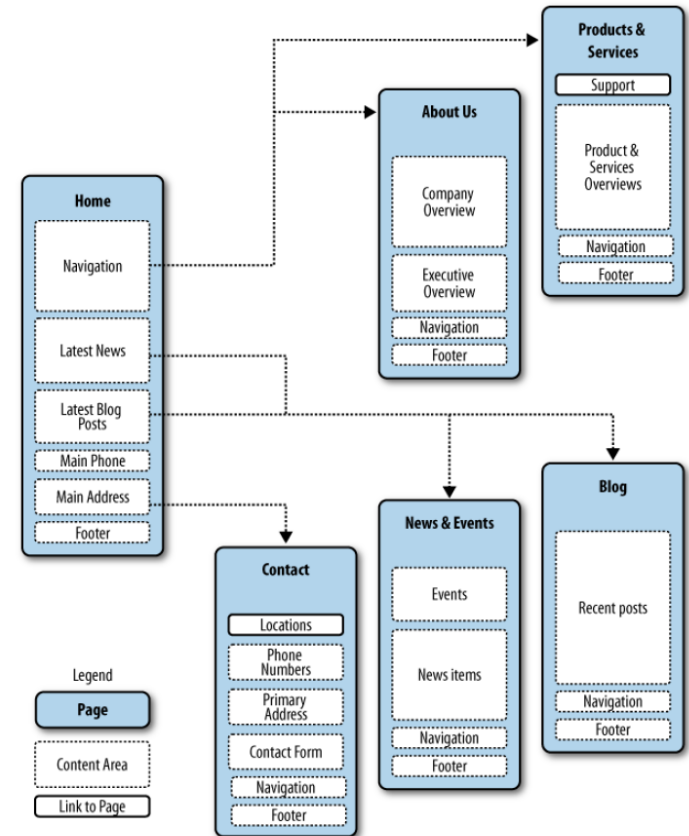 Home
Navigation
Latest News
Latest Blog
Posts
Main Phone
Main Address
Footer
About Us
Company
Overview
Executive
Overview
Navigation
Footer
Products &
Services
Support
Product &
Services
Overviews
Navigation
Footer
Contact
Locations
Phone
Numbers
Primary
Address
Contact Form
Navigation
Footer
News & Events
Events
News items
Navigation
Footer
Blog
Recent posts
Navigation
Footer
Legend
Page
Content Area
Link to Page